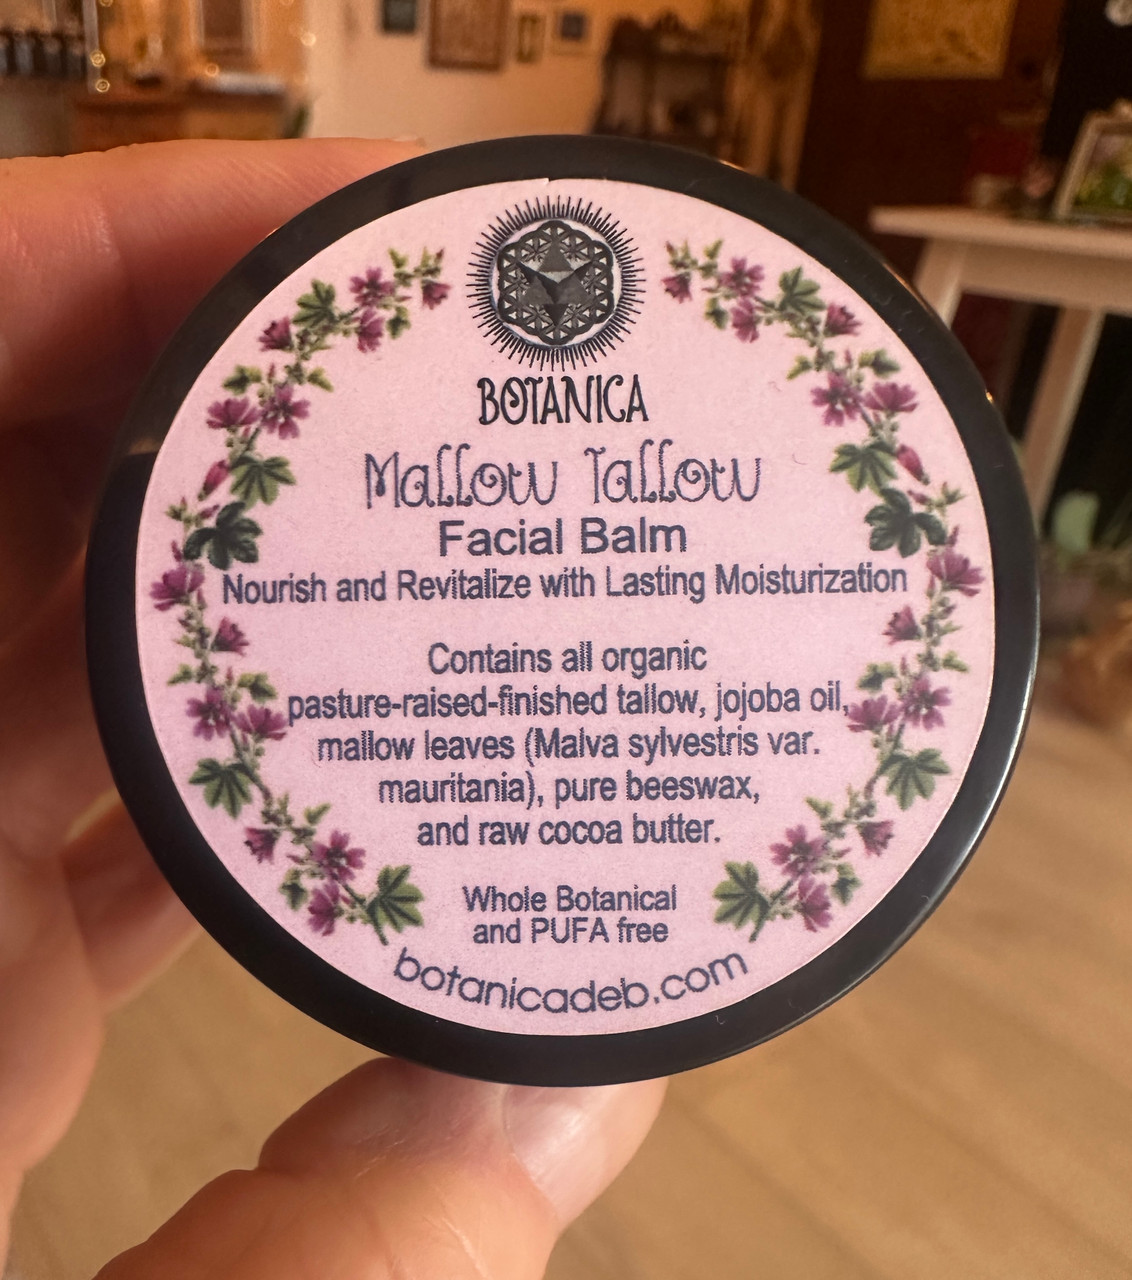 BOTANICA
Mallow Tallow
Facial Balm
Nourish and Revitalize with Lasting Moisturization
Contains all organic
pasture-raised-finished tallow, jojoba oil,
mallow leaves (Malva sylvestris var.
mauritania), pure beeswax,
and raw cocoa butter.
Whole Botanical
and PUFA free
botanicadeb.com